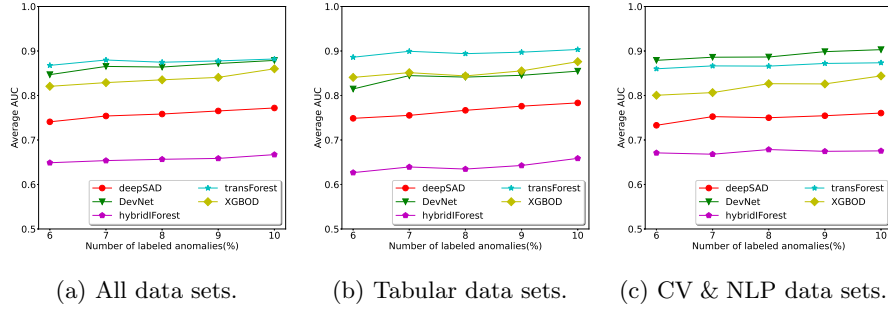 1.0
0.9
0.8
0.7
0.6
0.5
Average AUC
6 7 8 9 10
Number of labeled anomalies(%)
deepSAD
DevNet
hybridIForest
transForest
XGBOD
(a) All data sets.
1.0
0.9
0.8
0.7
0.6
0.5
Average AUC
6 7 8 9 10
Number of labeled anomalies(%)
deepSAD
DevNet
hybridIForest
transForest
XGBOD
(b) Tabular data sets.
1.0
0.9
0.8
0.7
0.6
0.5
Average AUC
6 7 8 9 10
Number of labeled anomalies(%)
deepSAD
DevNet
hybridIForest
transForest
XGBOD
(c) CV & NLP data sets.